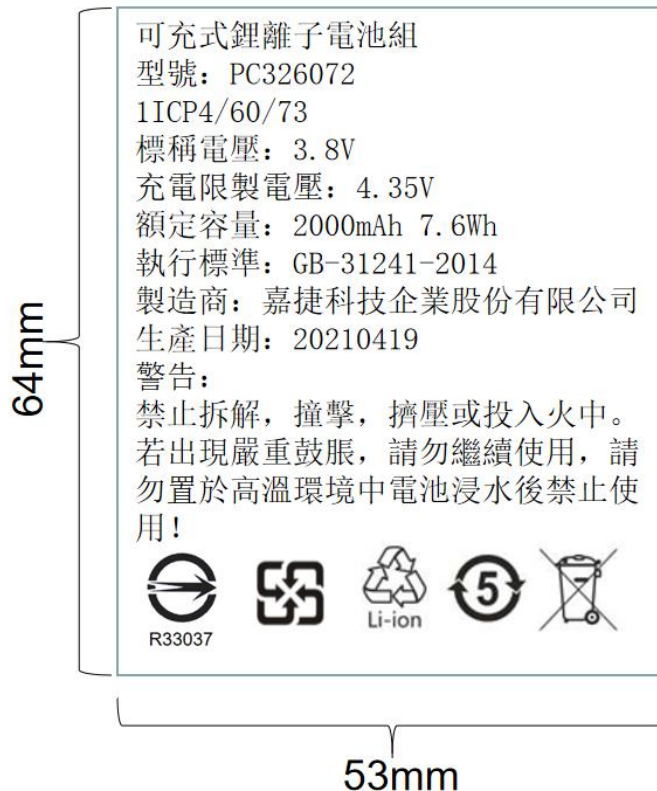 可充式鋰離子電池組
型號：PC326072
1ICP4/60/73
標稱電壓：3.8V
充電限製電壓：4.35V
額定容量：2000mAh 7.6Wh
執行標準：GB-31241-2014
製造商：嘉捷科技企業股份有限公司
生產日期：20210419
警告：
禁止拆解，撞擊，擠壓或投入火中。
若出現嚴重鼓脹，請勿繼續使用，請
勿置於高溫環境中電池浸水後禁止使
用！
R33037
Li-ion
5
64mm
53mm